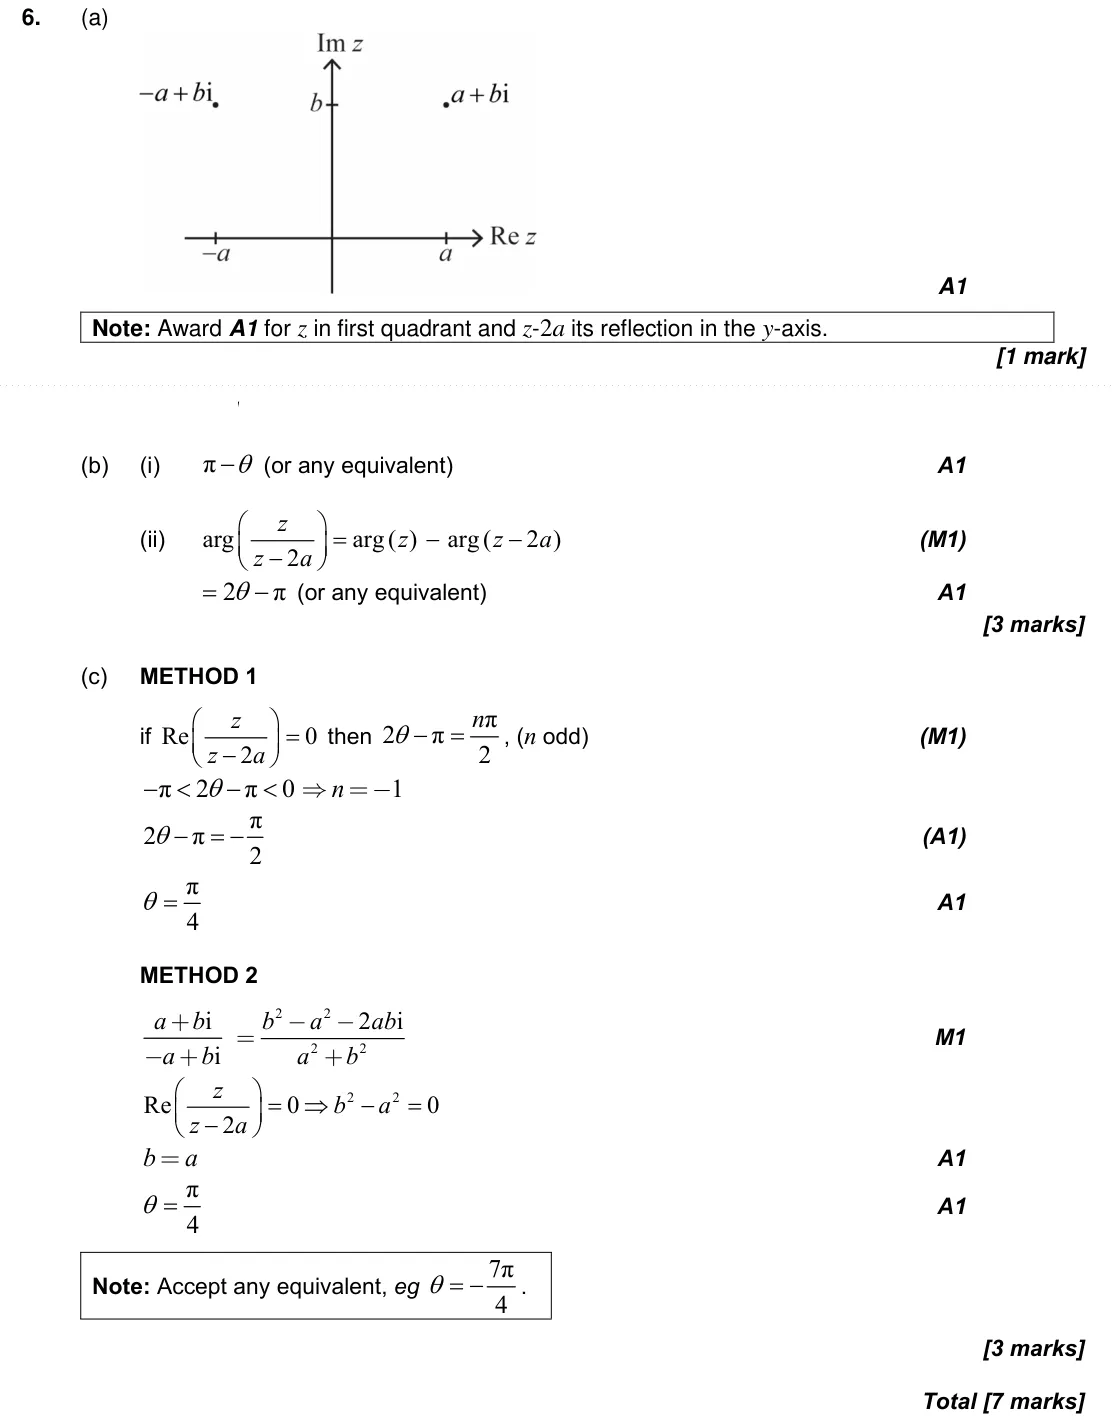 6. (a)
Im z
−a + bi
b
a + bi
Re z
−a
a
A1
Note: Award A1 for z in first quadrant and z-2a its reflection in the y-axis.
[1 mark]
(b) (i) π − θ (or any equivalent) A1
(ii) arg(z/(z − 2a)) = arg(z) − arg(z − 2a) (M1)
= 2θ − π (or any equivalent) A1
[3 marks]
(c) METHOD 1
if Re(z/(z − 2a)) = 0 then 2θ − π = nπ/2, (n odd) (M1)
−π < 2θ − π < 0 ⇒ n = −1
2θ − π = −π/2 (A1)
θ = π/4 A1
METHOD 2
(a + bi)/(−a + bi) = (b² − a² − 2abi)/(a² + b²) M1
Re(z/(z − 2a)) = 0 ⇒ b² − a² = 0
b = a A1
θ = π/4 A1
Note: Accept any equivalent, eg θ = −7π/4.
[3 marks]
Total [7 marks]